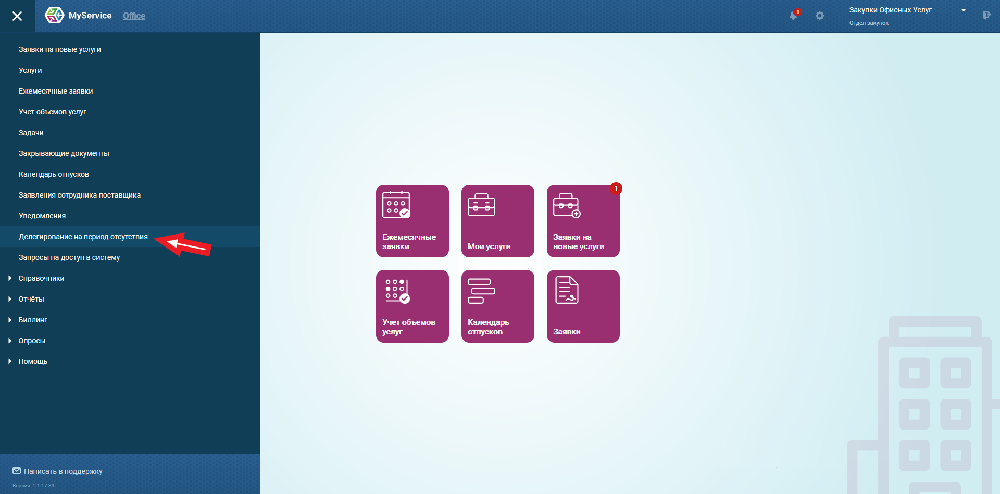 MyService Office
1
Закупки Офисных Услуг
Отдел закупок
Заявки на новые услуги
Услуги
Ежемесячные заявки
Учет объемов услуг
Задачи
Закрывающие документы
Календарь отпусков
Заявления сотрудника поставщика
Уведомления
Делегирование на период отсутствия
Запросы на доступ в систему
Справочники
Отчёты
Биллинг
Опросы
Помощь
Написать в поддержку
Версия: 1.1.17.39
Ежемесячные
заявки
Мои услуги
1
Заявки на
новые услуги
Учет объемов
услуг
Календарь
отпусков
Заявки